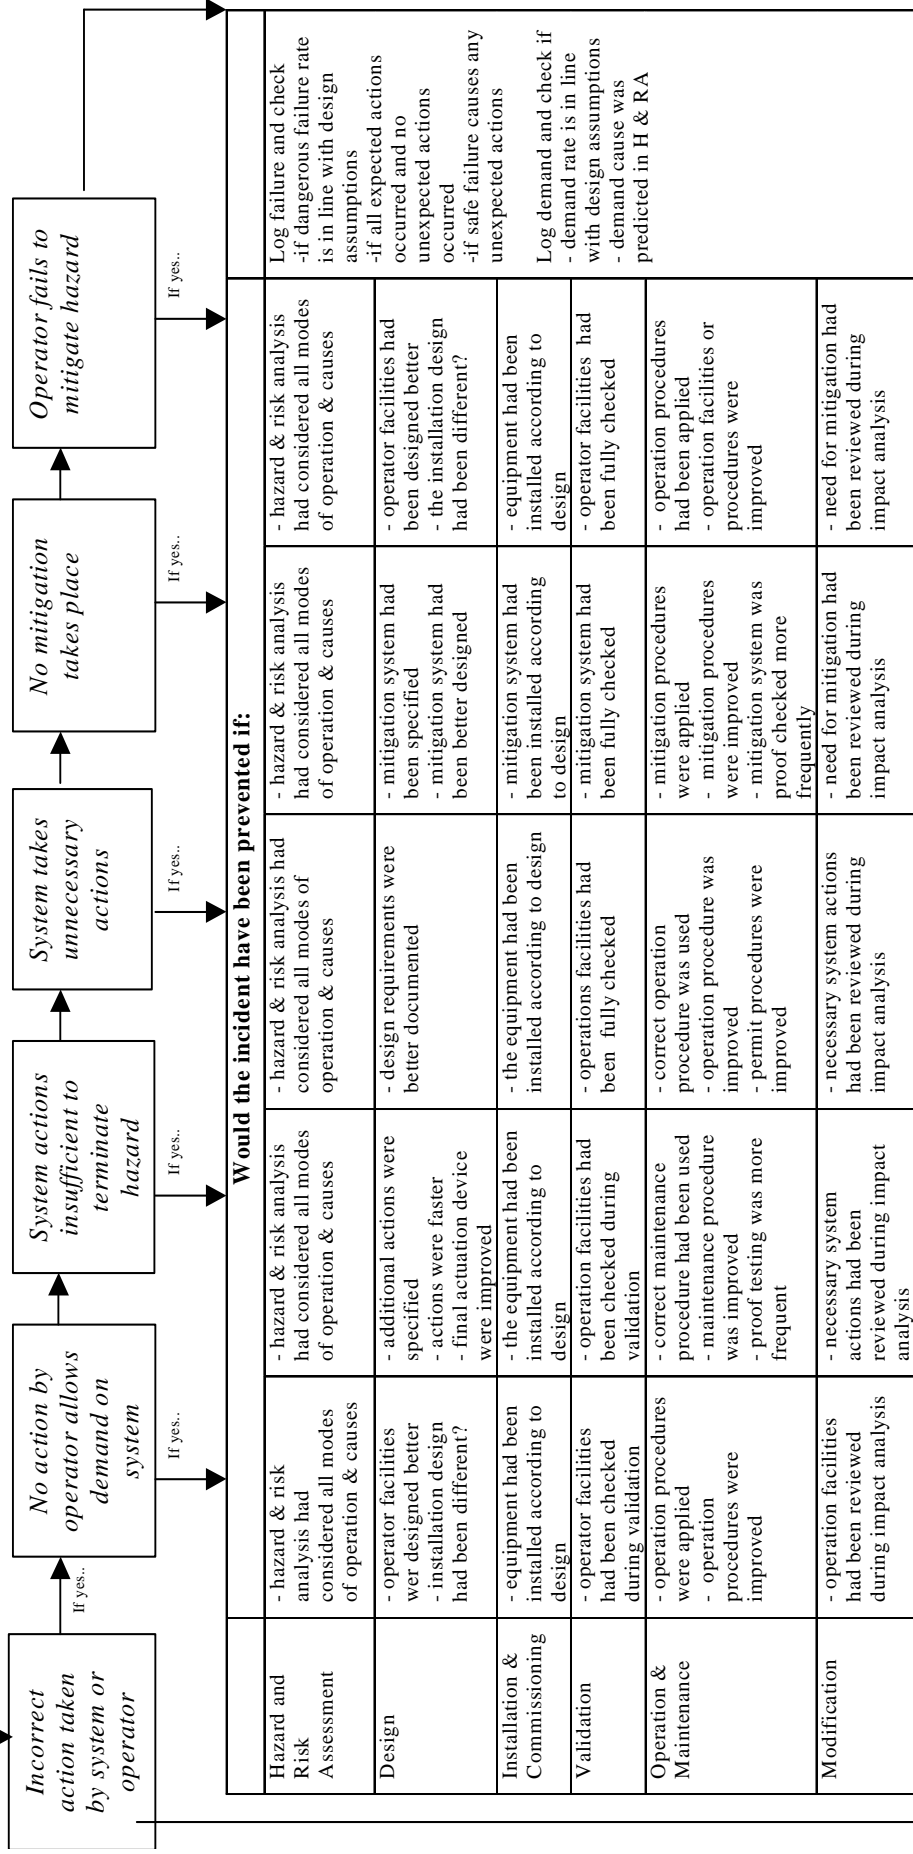 Incorrect
action taken
by system or
operator
If yes..
No action by
operator allows
demand on
system
System actions
insufficient to
terminate
hazard
System takes
unnecessary
actions
No mitigation
takes place
Operator fails to
mitigate hazard
If yes..
If yes..
If yes..
If yes..
If yes..
Would the incident have been prevented if:
Hazard and
Risk
Assessment
- hazard & risk
analysis had
considered all modes
of operation & causes
- hazard & risk analysis
had considered all modes
of operation & causes
- hazard & risk analysis had
considered all modes of
operation & causes
- hazard & risk analysis
had considered all modes
of operation & causes
- hazard & risk analysis
had considered all modes
of operation & causes
Log failure and check
-if dangerous failure rate
is in line with design
assumptions
-if all expected actions
occurred and no
unexpected actions
occurred
-if safe failure causes any
unexpected actions
Log demand and check if
- demand rate is in line
with design assumptions
- demand cause was
predicted in H & RA
Design
- operator facilities
wer designed better
- installation design
had been different?
- additional actions were
specified
- actions were faster
- final actuation device
were improved
- design requirements were
better documented
- mitigation system had
been specified
- mitigation system had
been better designed
- operator facilities had
been designed better
- the installation design
had been different?
Installation &
Commissioning
- equipment had been
installed according to
design
- the equipment had been
installed according to
design
- the equipment had been
installed according to design
- mitigation system had
been installed according
to design
- equipment had been
installed according to
design
Validation
- operator facilities
had been checked
during validation
- operation facilities had
been checked during
validation
- operations facilities had
been fully checked
- mitigation system had
been fully checked
- operator facilities had
been fully checked
Operation &
Maintenance
- operation procedures
were applied
- operation
procedures were
improved
- correct maintenance
procedure had been used
- maintenance procedure
was improved
- proof testing was more
frequent
- correct operation
procedure was used
- operation procedure was
improved
- permit procedures were
improved
- mitigation procedures
were applied
- mitigation procedures
were improved
- mitigation system was
proof checked more
frequently
- operation procedures
had been applied
- operation facilities or
procedures were
improved
Modification
- operation facilities
had been reviewed
during impact analysis
- necessary system
actions had been
reviewed during impact
analysis
- necessary system actions
had been reviewed during
impact analysis
- need for mitigation had
been reviewed during
impact analysis
- need for mitigation had
been reviewed during
impact analysis